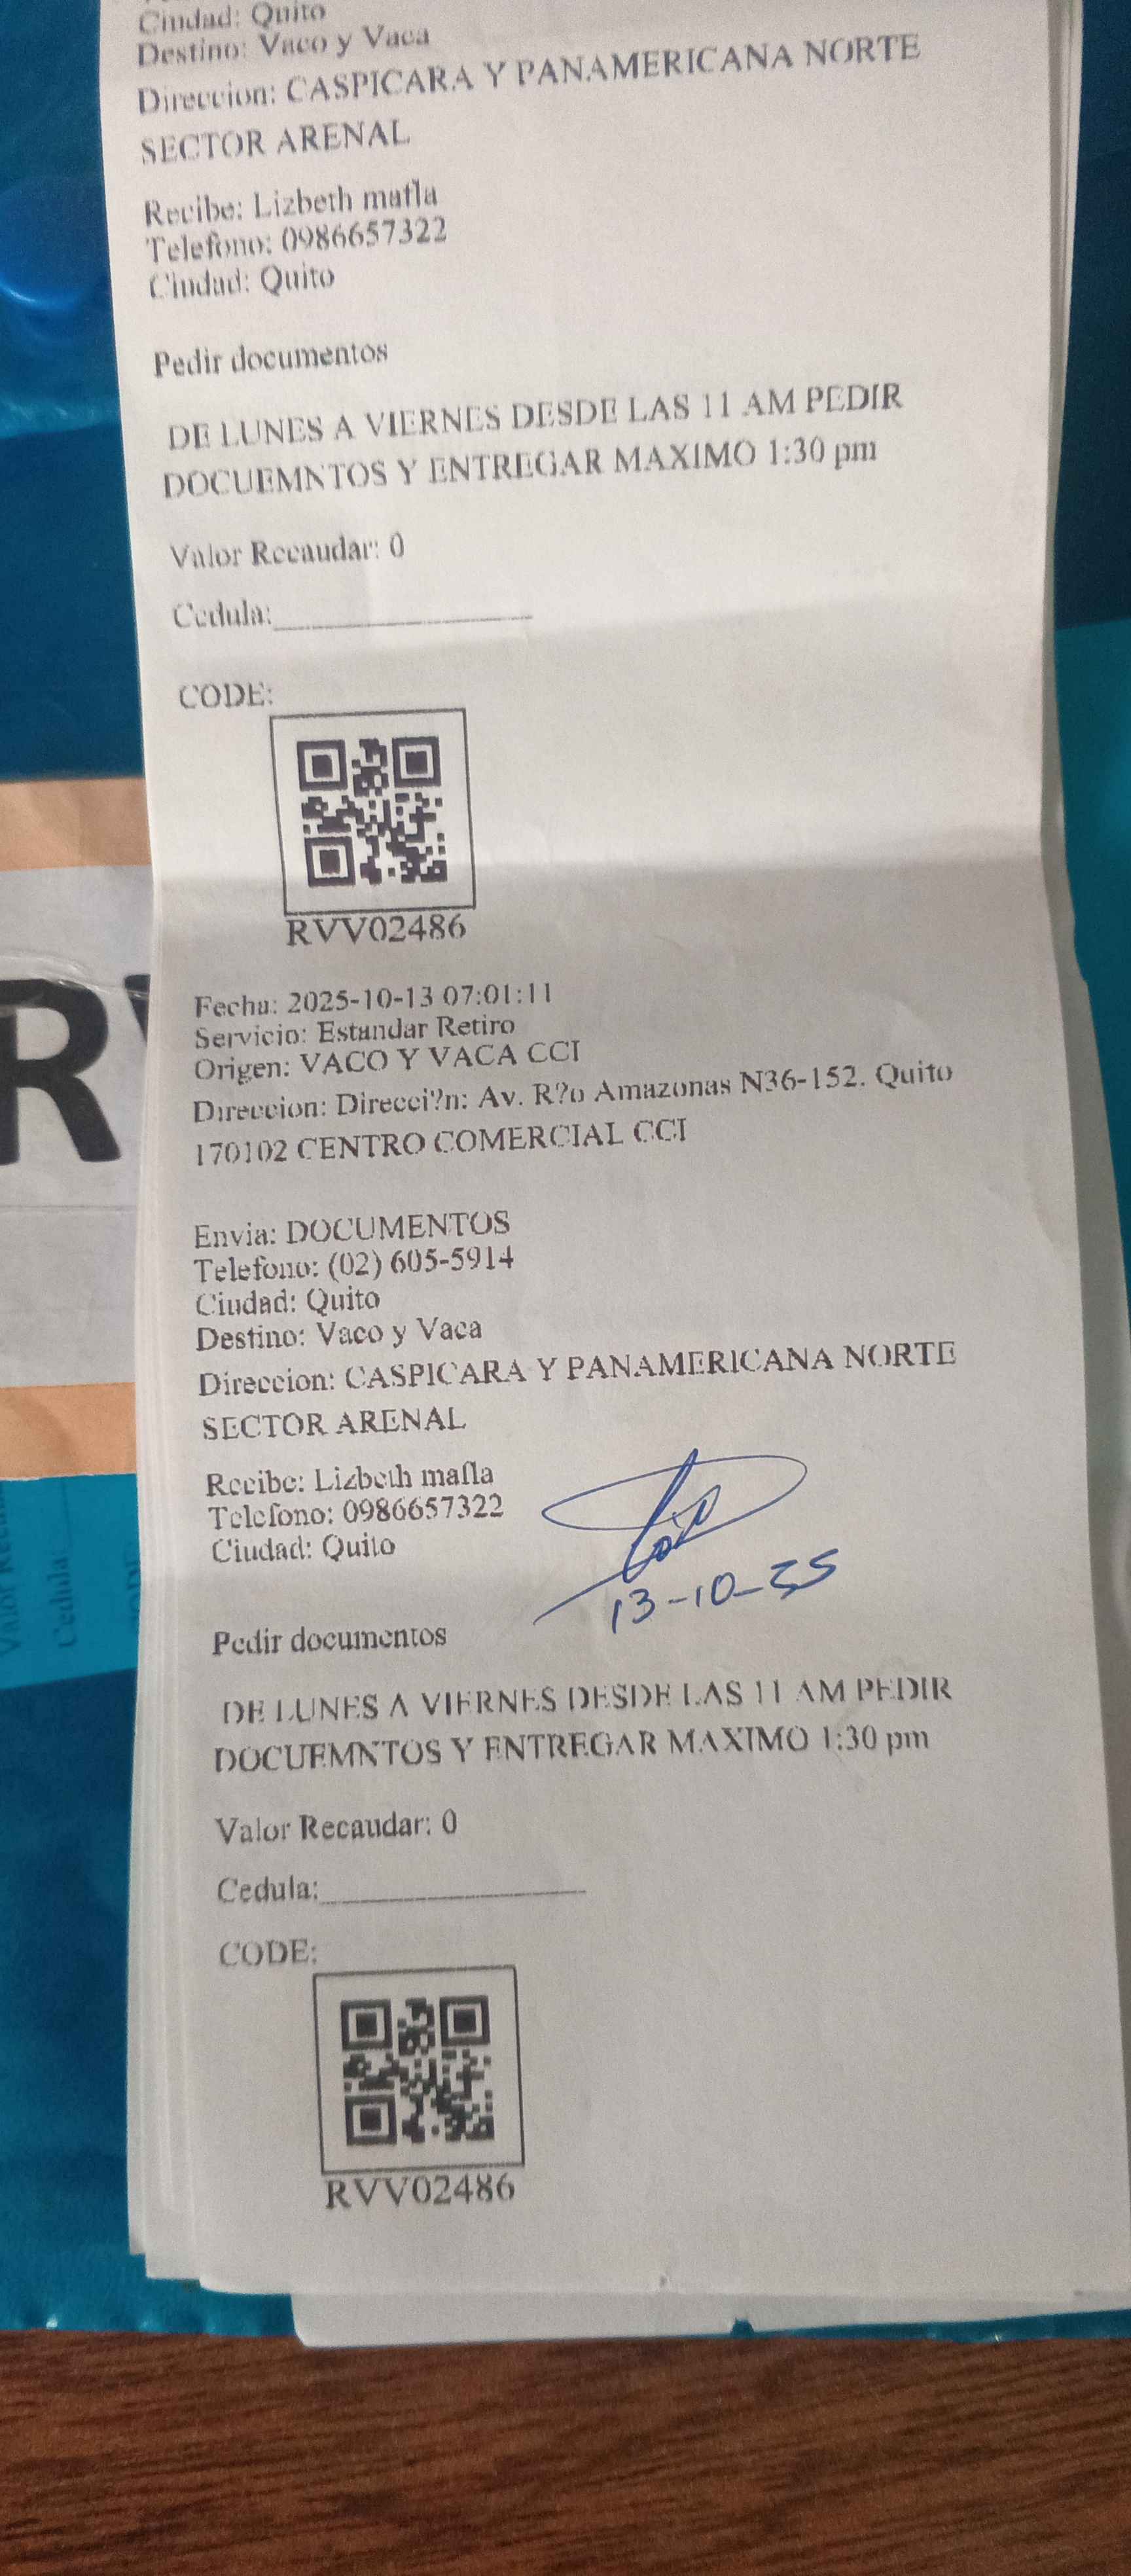 Ciudad: Quito
Destino: Vaco y Vaca
Direccion: CASPICARA Y PANAMERICANA NORTE
SECTOR ARENAL
Recibe: Lizbeth mafla
Telefono: 0986657322
Ciudad: Quito
Pedir documentos
DE LUNES A VIERNES DESDE LAS 11 AM PEDIR
DOCUEMNTOS Y ENTREGAR MAXIMO 1:30 pm
Valor Recaudar: 0
Cedula:
CODE:
RVV02486
R
Fecha: 2025-10-13 07:01:11
Servicio: Estandar Retiro
Origen: VACO Y VACA CCI
Direccion: Direcci?n: Av. R?o Amazonas N36-152. Quito
170102 CENTRO COMERCIAL CCI
Envia: DOCUMENTOS
Telefono: (02) 605-5914
Ciudad: Quito
Destino: Vaco y Vaca
Direccion: CASPICARA Y PANAMERICANA NORTE
SECTOR ARENAL
Recibe: Lizbeth mafla
Telefono: 0986657322
Ciudad: Quito
13-10-25
Pedir documentos
DE LUNES A VIERNES DESDE LAS 11 AM PEDIR
DOCUEMNTOS Y ENTREGAR MAXIMO 1:30 pm
Valor Recaudar: 0
Cedula:
CODE:
RVV02486
Cedula: